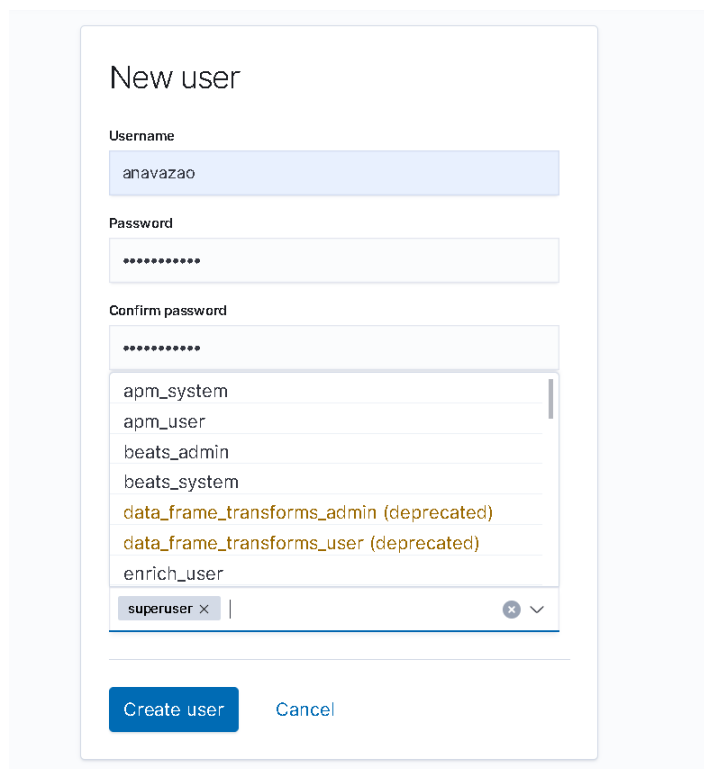 New user
Username
anavazao
Password
•••••••••••
Confirm password
•••••••••••
apm_system
apm_user
beats_admin
beats_system
data_frame_transforms_admin (deprecated)
data_frame_transforms_user (deprecated)
enrich_user
superuser ×
Create user Cancel